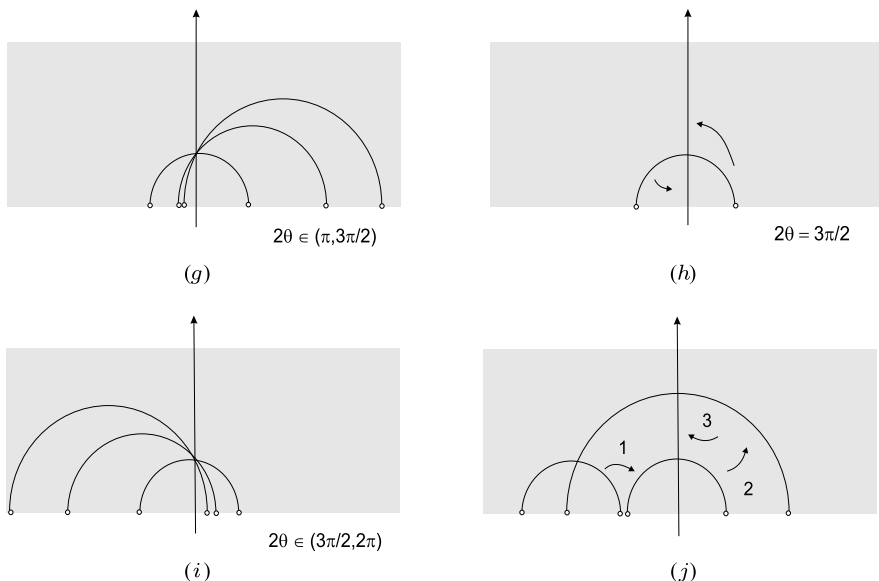 2θ ∈ (π,3π/2)
(g)
2θ = 3π/2
(h)
2θ ∈ (3π/2,2π)
(i)
1
3
2
(j)